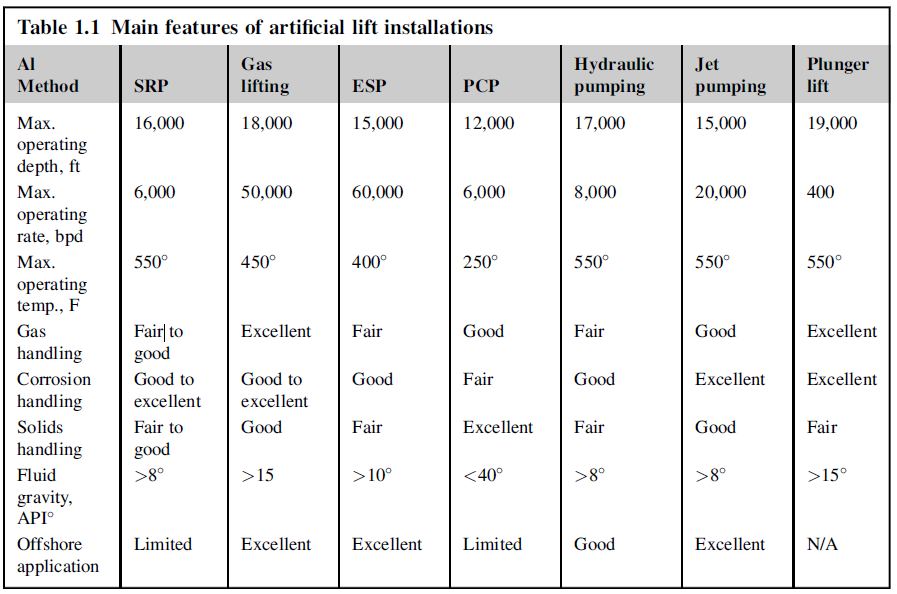 Table 1.1 Main features of artificial lift installations
Al Method SRP Gas lifting ESP PCP Hydraulic pumping Jet pumping Plunger lift
Max. operating depth, ft 16,000 18,000 15,000 12,000 17,000 15,000 19,000
Max. operating rate, bpd 6,000 50,000 60,000 6,000 8,000 20,000 400
Max. operating temp., F 550° 450° 400° 250° 550° 550° 550°
Gas handling Fair to good Excellent Fair Good Fair Good Excellent
Corrosion handling Good to excellent Good to excellent Good Fair Good Excellent Excellent
Solids handling Fair to good Good Fair Excellent Fair Good Fair
Fluid gravity, API° >8° >15 >10° <40° >8° >8° >15°
Offshore application Limited Excellent Excellent Limited Good Excellent N/A